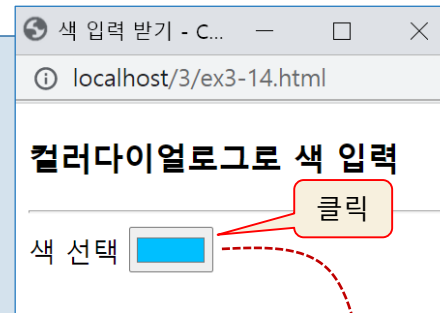 색 입력 받기 - C...
localhost/3/ex3-14.html
컬러다이얼로그로 색 입력
클릭
색 선택